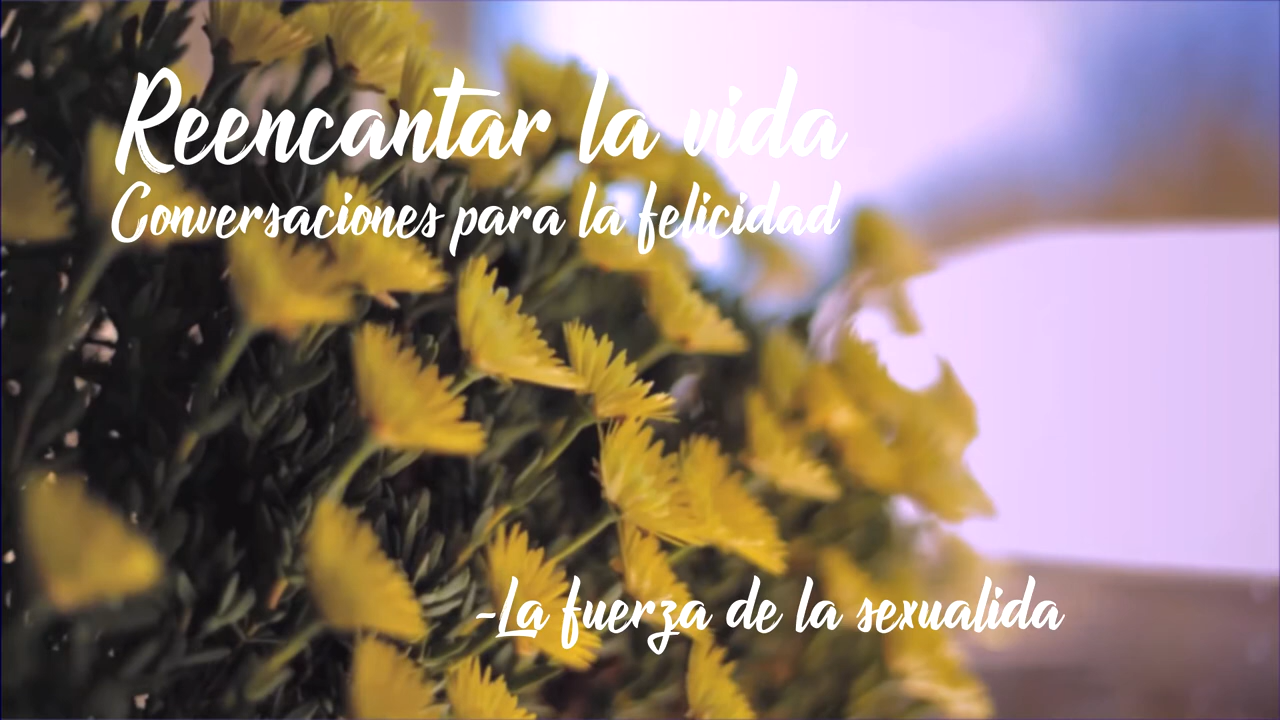 Reencantar la vida
Conversaciones para la felicidad
-La fuerza de la sexualida